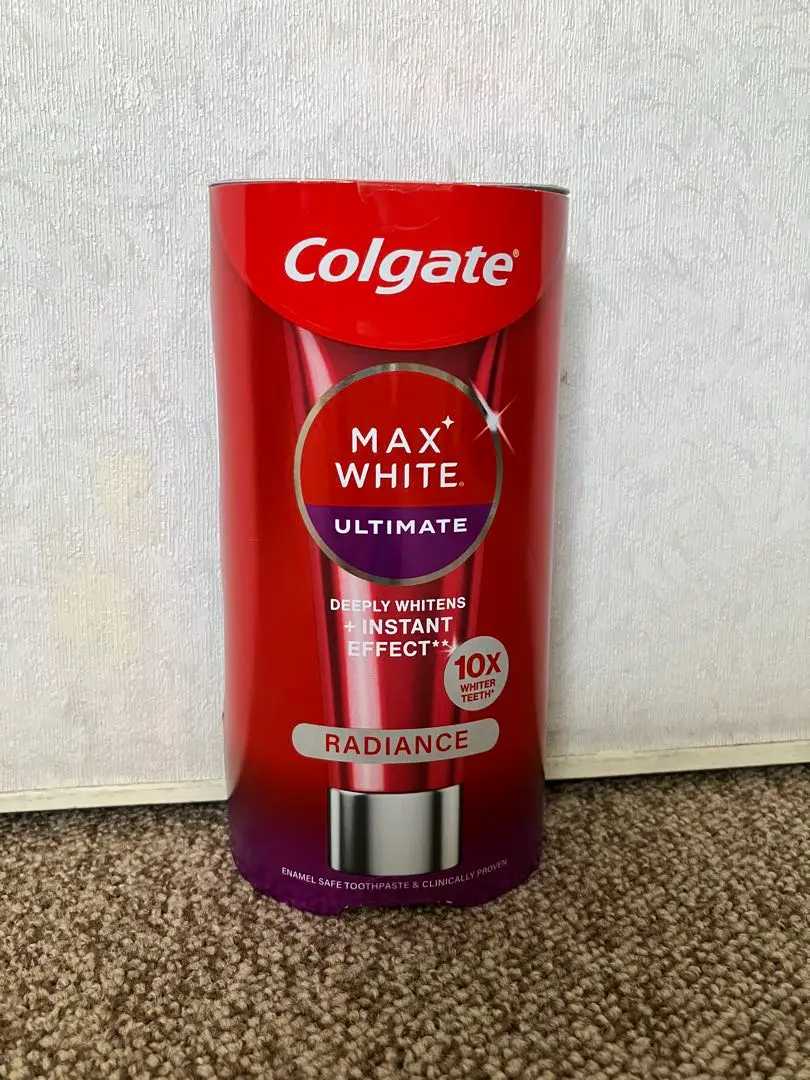 Colgate®
MAX
WHITE®
ULTIMATE
DEEPLY WHITENS
+ INSTANT
EFFECT**
10X
WHITER
TEETH*
RADIANCE
ENAMEL SAFE TOOTHPASTE & CLINICALLY PROVEN